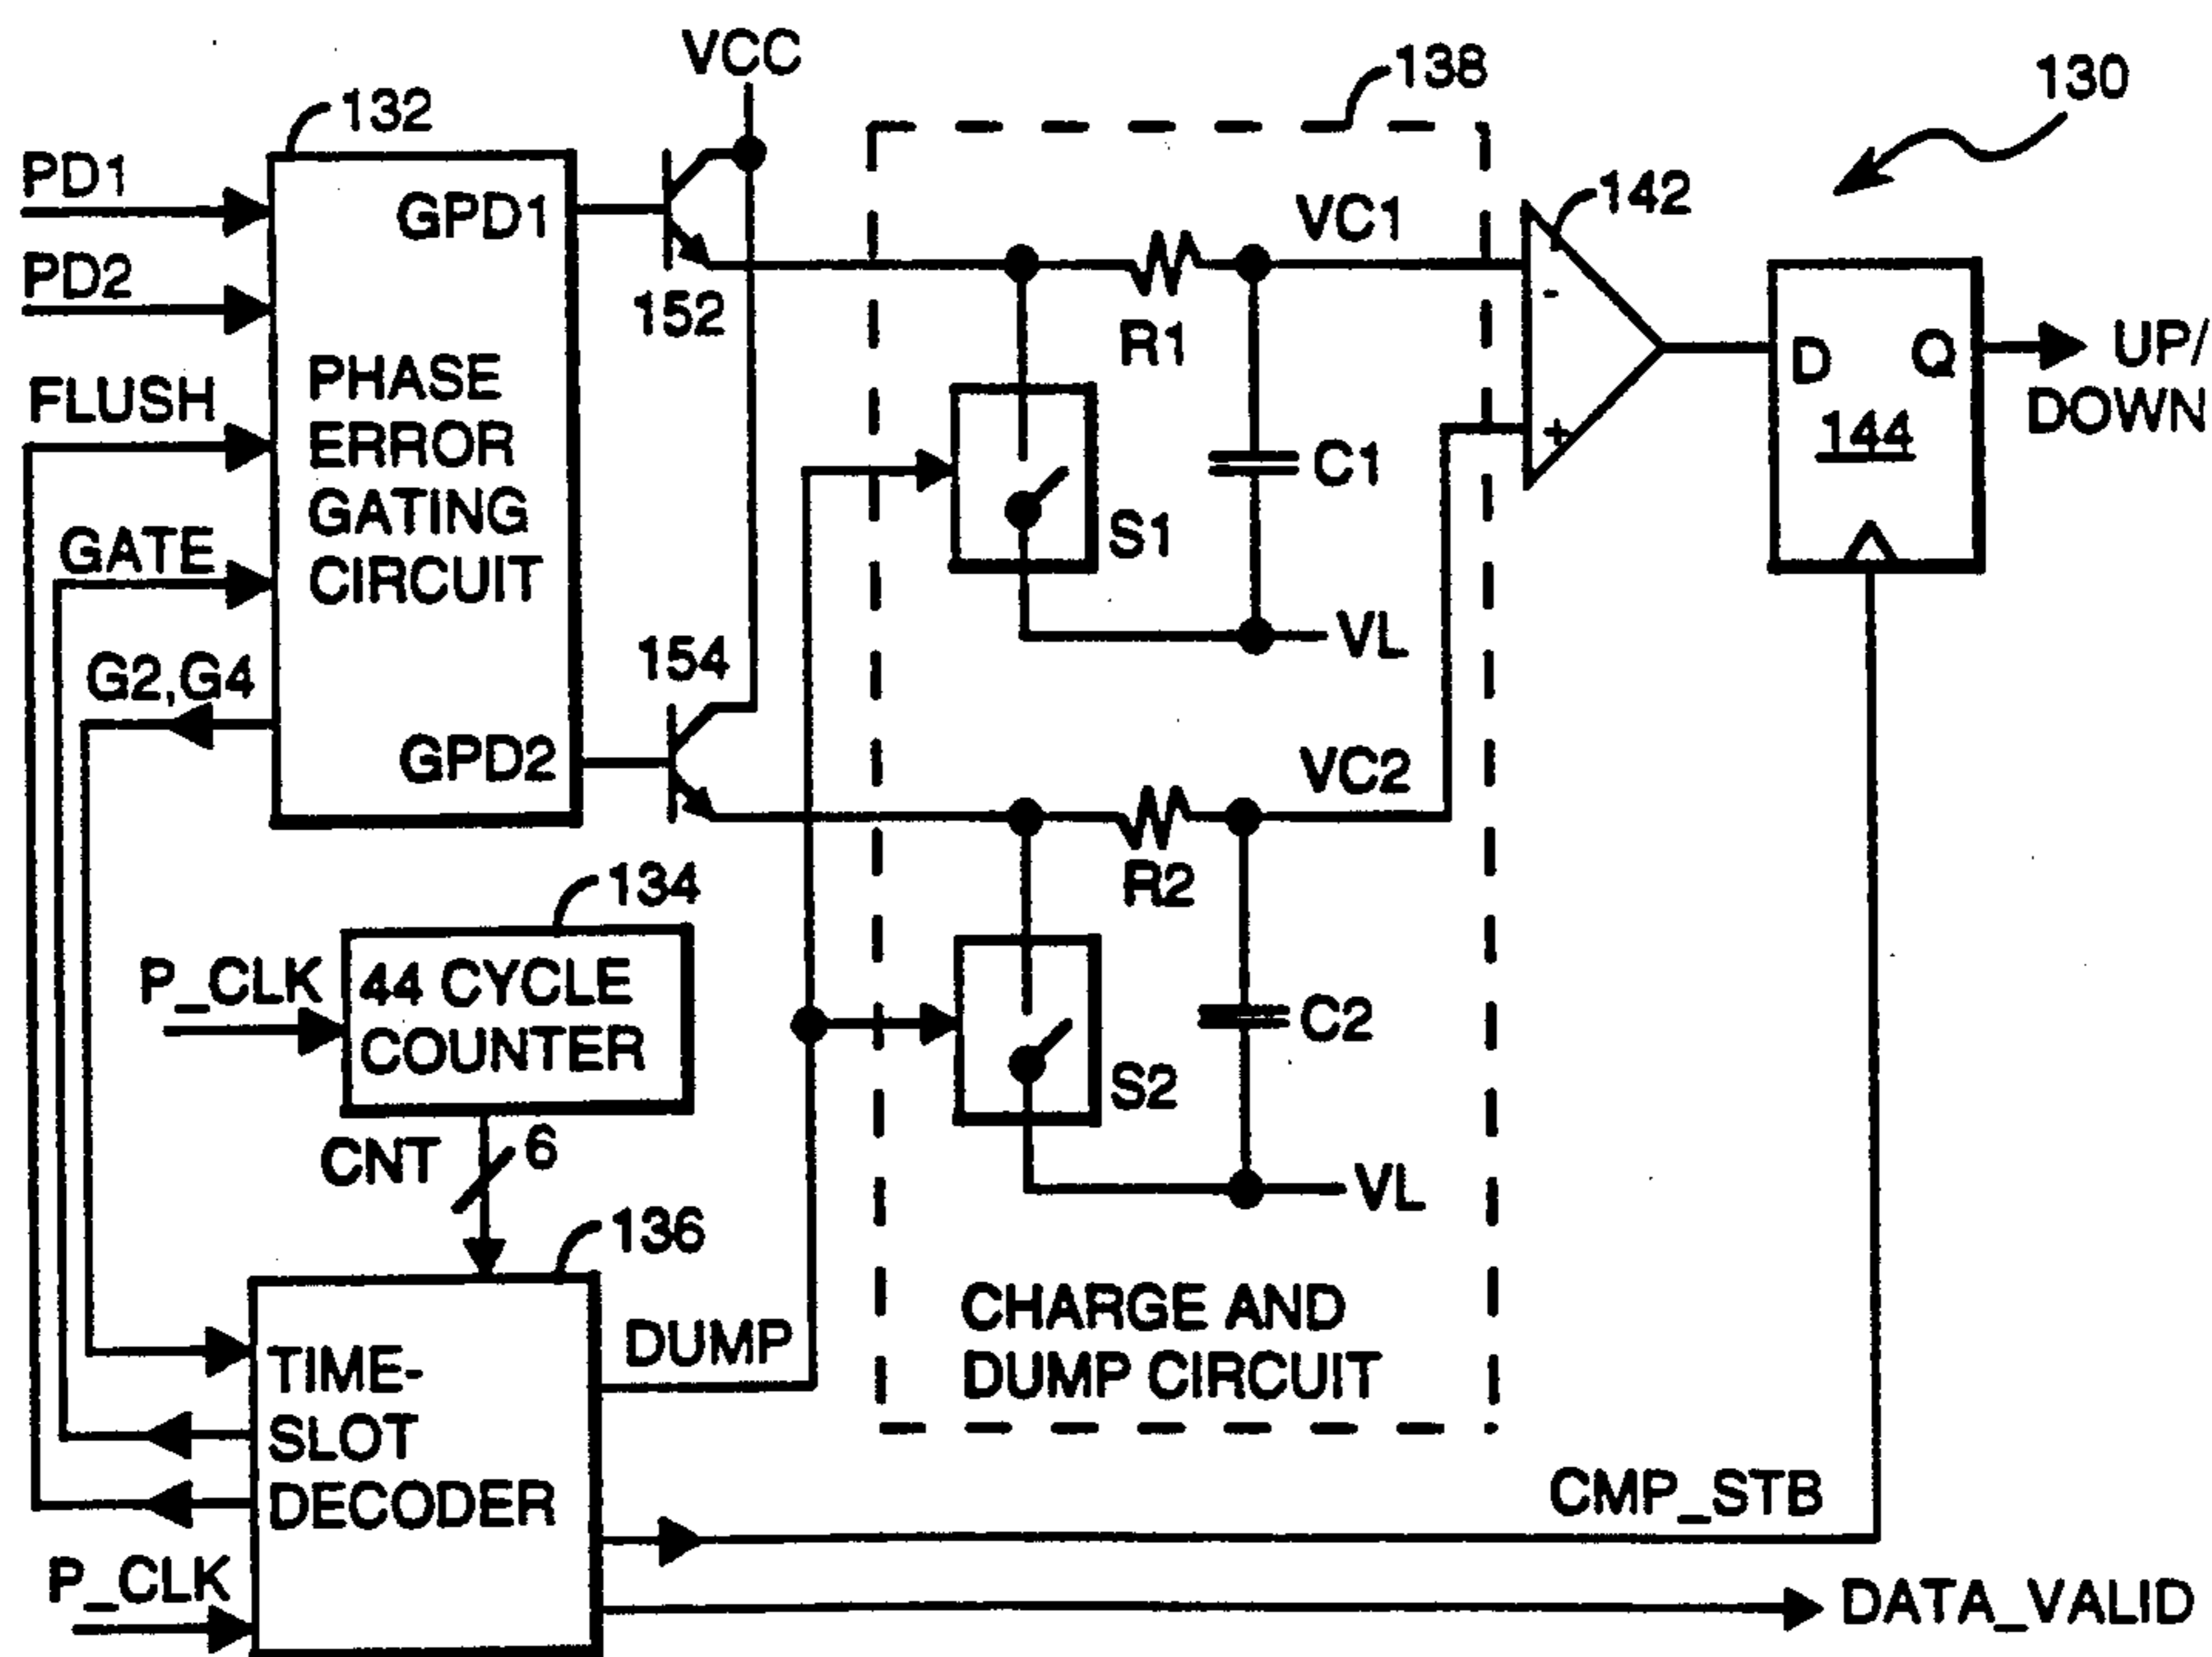 VCC
138
130
132
PD1
GPD1
VC1
142
PD2
152
R1
FLUSH
PHASE
ERROR
GATING
CIRCUIT
-
+
D
Q
144
UP/
DOWN
C1
S1
GATE
VL
154
G2,G4
GPD2
VC2
R2
134
P_CLK
44 CYCLE
COUNTER
C2
S2
CNT
6
VL
136
TIME-
SLOT
DECODER
DUMP
CHARGE AND
DUMP CIRCUIT
CMP_STB
P_CLK
DATA_VALID